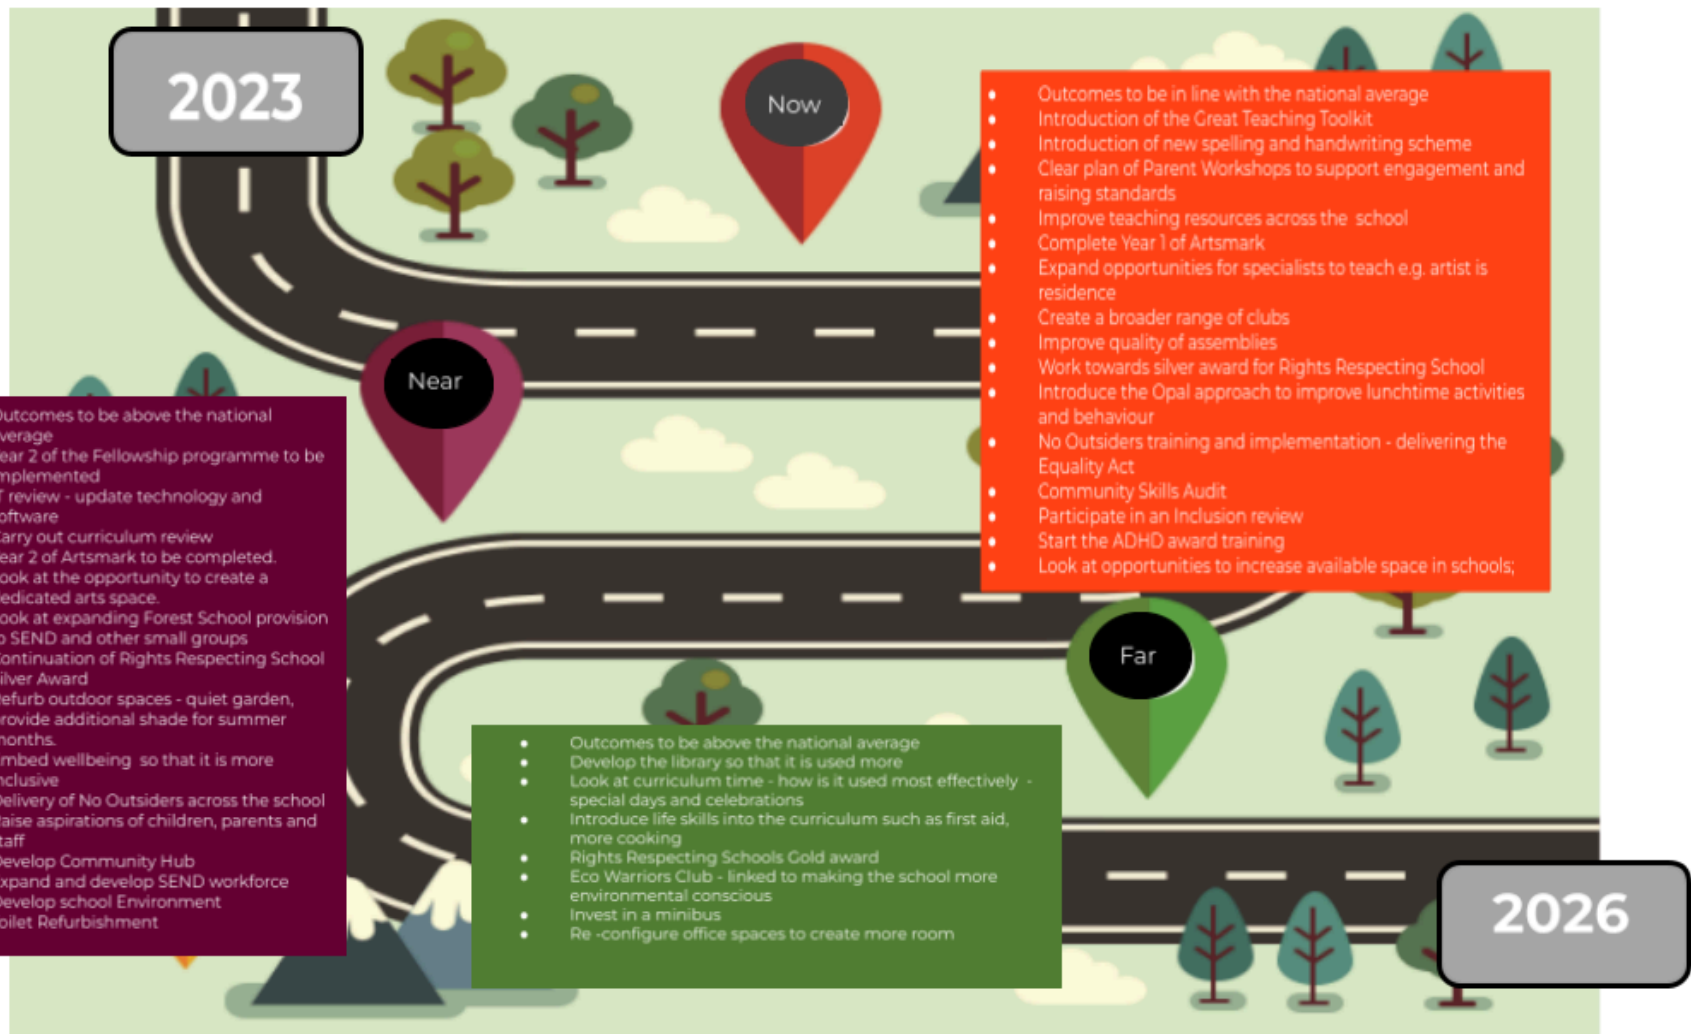 2023
Now
• Outcomes to be in line with the national average
• Introduction of the Great Teaching Toolkit
• Introduction of new spelling and handwriting scheme
• Clear plan of Parent Workshops to support engagement and
raising standards
• Improve teaching resources across the school
• Complete Year 1 of Artsmark
• Expand opportunities for specialists to teach e.g. artist is
residence
• Create a broader range of clubs
• Improve quality of assemblies
• Work towards silver award for Rights Respecting School
• Introduce the Opal approach to improve lunchtime activities
and behaviour
• No Outsiders training and implementation - delivering the
Equality Act
• Community Skills Audit
• Participate in an Inclusion review
• Start the ADHD award training
• Look at opportunities to increase available space in schools;
Near
Outcomes to be above the national
verage
ear 2 of the Fellowship programme to be
mplemented
T review - update technology and
oftware
arry out curriculum review
ear 2 of Artsmark to be completed.
ook at the opportunity to create a
edicated arts space.
ook at expanding Forest School provision
o SEND and other small groups
ontinuation of Rights Respecting School
ilver Award
efurb outdoor spaces - quiet garden,
rovide additional shade for summer
months.
mbed wellbeing so that it is more
nclusive
Delivery of No Outsiders across the school
aise aspirations of children, parents and
taff
evelop Community Hub
xpand and develop SEND workforce
evelop school Environment
oilet Refurbishment
Far
• Outcomes to be above the national average
• Develop the library so that it is used more
• Look at curriculum time - how is it used most effectively -
special days and celebrations
• Introduce life skills into the curriculum such as first aid,
more cooking
• Rights Respecting Schools Gold award
• Eco Warriors Club - linked to making the school more
environmental conscious
• Invest in a minibus
• Re -configure office spaces to create more room
2026